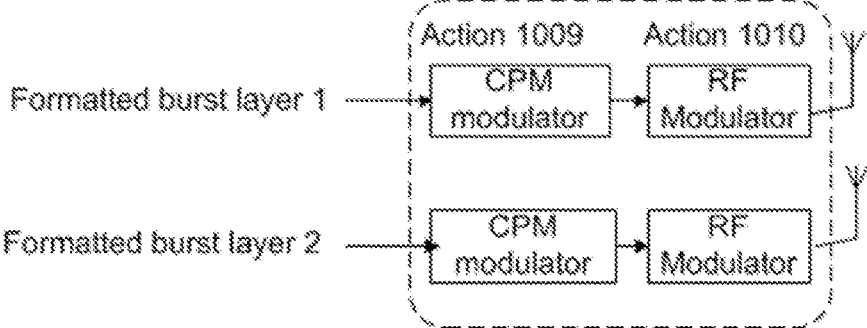 Action 1009 Action 1010
Formatted burst layer 1
CPM
modulator
RF
Modulator
Formatted burst layer 2
CPM
modulator
RF
Modulator